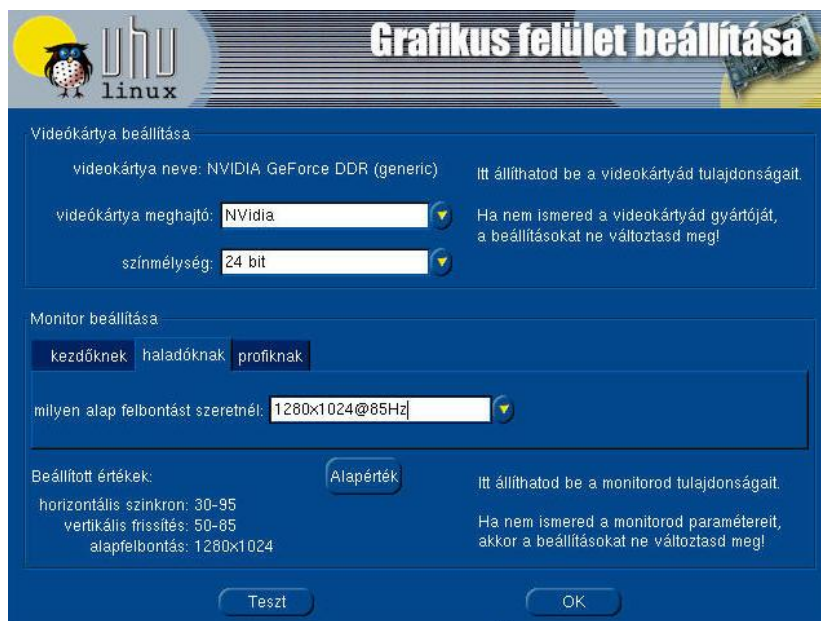 uhu
linux
Grafikus felület beállítása
Videókártya beállítása
videokártya neve: NVIDIA GeForce DDR (generic)
Itt állíthatod be a videokártyád tulajdonságait.
videókártya meghajtó: NVidia
Ha nem ismered a videokártyád gyártóját,
a beállításokat ne változtasd meg!
színmélység: 24 bit
Monitor beállítása
kezdőknek haladóknak profiknak
milyen alap felbontást szeretnél: 1280x1024@85Hz
Beállított értékek:
Alapérték
Itt állíthatod be a monitorod tulajdonságait.
horizontális szinkron: 30-95
vertikális frissítés: 50-85
alapfelbontás: 1280x1024
Ha nem ismered a monitorod paramétereit,
akkor a beállításokat ne változtasd meg!
Teszt
OK